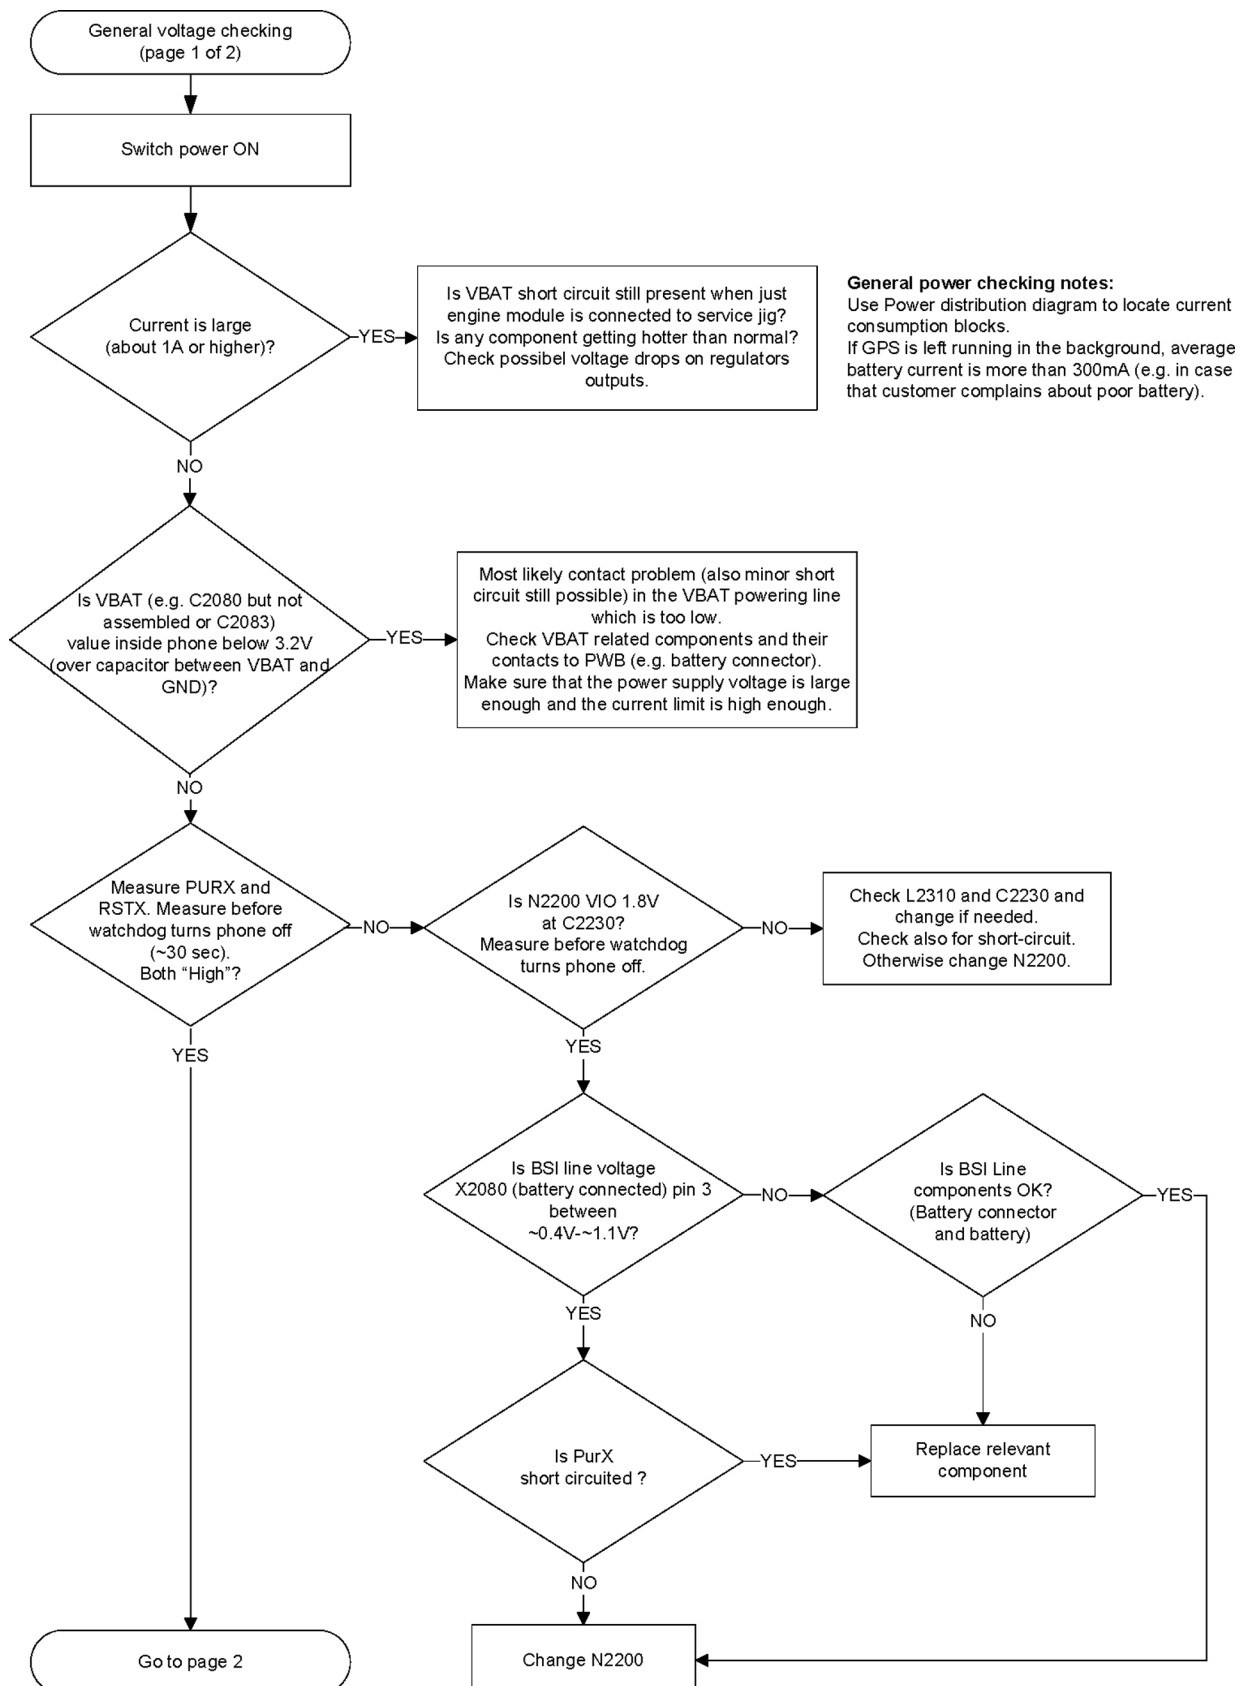 General voltage checking
(page 1 of 2)
Switch power ON
Current is large
(about 1A or higher)?
YES
Is VBAT short circuit still present when just
engine module is connected to service jig?
Is any component getting hotter than normal?
Check possibel voltage drops on regulators
outputs.
General power checking notes:
Use Power distribution diagram to locate current
consumption blocks.
If GPS is left running in the background, average
battery current is more than 300mA (e.g. in case
that customer complains about poor battery).
NO
Is VBAT (e.g. C2080 but not
assembled or C2083)
value inside phone below 3.2V
(over capacitor between VBAT and
GND)?
YES
Most likely contact problem (also minor short
circuit still possible) in the VBAT powering line
which is too low.
Check VBAT related components and their
contacts to PWB (e.g. battery connector).
Make sure that the power supply voltage is large
enough and the current limit is high enough.
NO
Measure PURX and
RSTX. Measure before
watchdog turns phone off
(~30 sec).
Both “High”?
NO
Is N2200 VIO 1.8V
at C2230?
Measure before watchdog
turns phone off.
NO
Check L2310 and C2230 and
change if needed.
Check also for short-circuit.
Otherwise change N2200.
YES
YES
Is BSI line voltage
X2080 (battery connected) pin 3
between
~0.4V-~1.1V?
NO
Is BSI Line
components OK?
(Battery connector
and battery)
YES
YES
NO
Is PurX
short circuited ?
YES
Replace relevant
component
NO
Go to page 2
Change N2200